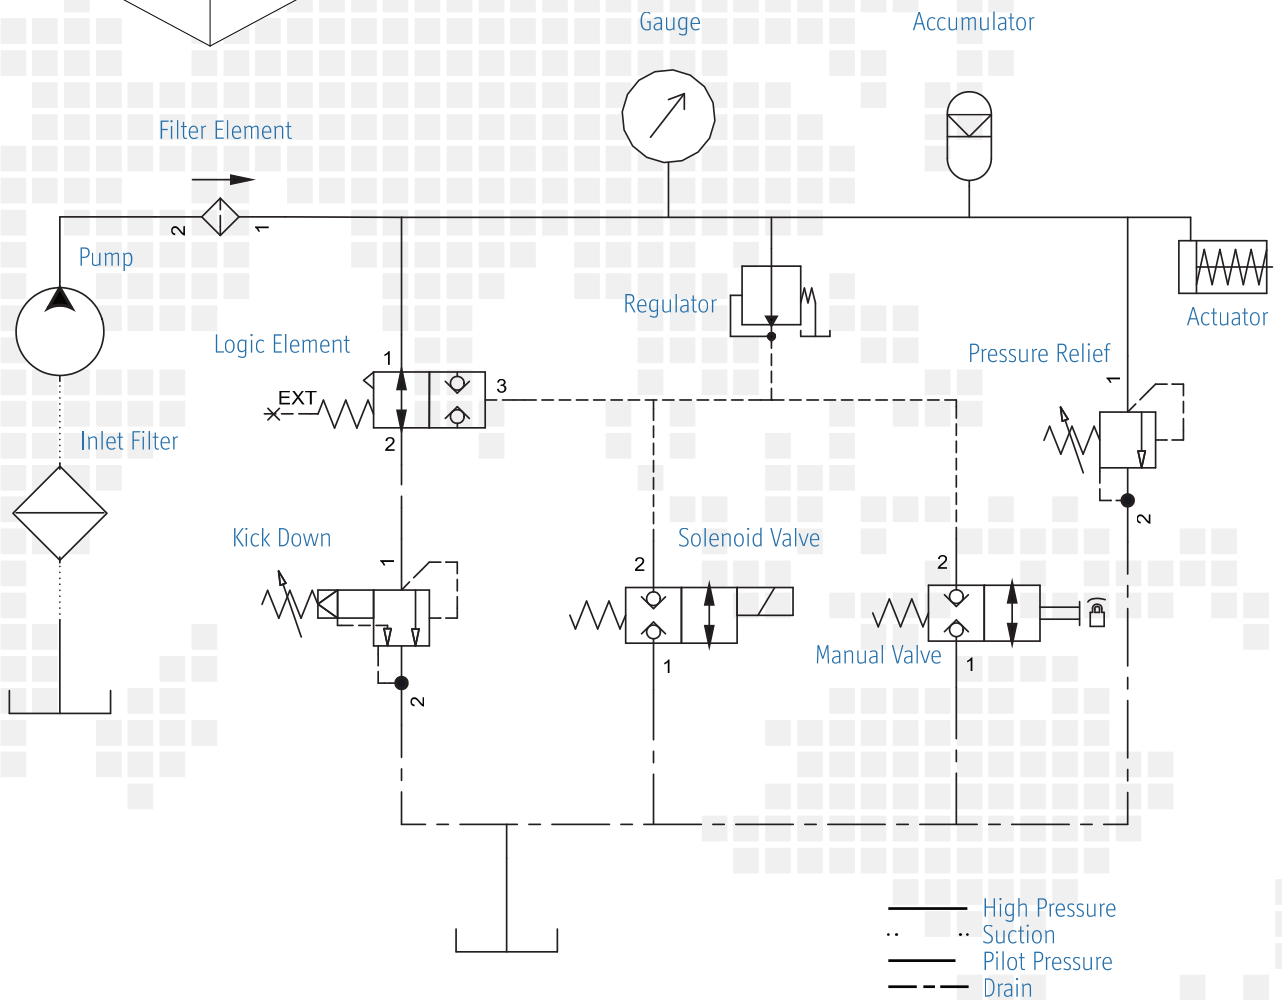 Gauge
Accumulator
Filter Element
2
1
Pump
Regulator
Actuator
Logic Element
1
Pressure Relief
1
EXT
3
2
Inlet Filter
Kick Down
1
Solenoid Valve
2
2
2
1
Manual Valve
1
2
High Pressure
Suction
Pilot Pressure
Drain